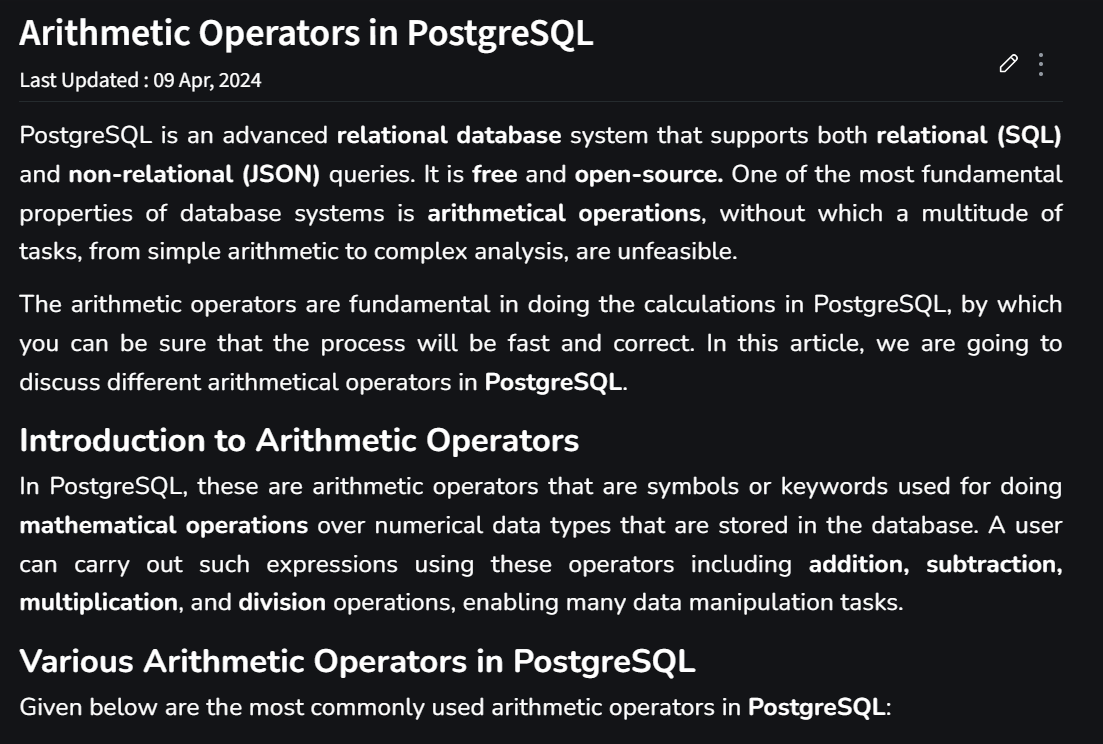 Arithmetic Operators in PostgreSQL
Last Updated : 09 Apr, 2024
PostgreSQL is an advanced relational database system that supports both relational (SQL)
and non-relational (JSON) queries. It is free and open-source. One of the most fundamental
properties of database systems is arithmetical operations, without which a multitude of
tasks, from simple arithmetic to complex analysis, are unfeasible.
The arithmetic operators are fundamental in doing the calculations in PostgreSQL, by which
you can be sure that the process will be fast and correct. In this article, we are going to
discuss different arithmetical operators in PostgreSQL.
Introduction to Arithmetic Operators
In PostgreSQL, these are arithmetic operators that are symbols or keywords used for doing
mathematical operations over numerical data types that are stored in the database. A user
can carry out such expressions using these operators including addition, subtraction,
multiplication, and division operations, enabling many data manipulation tasks.
Various Arithmetic Operators in PostgreSQL
Given below are the most commonly used arithmetic operators in PostgreSQL: